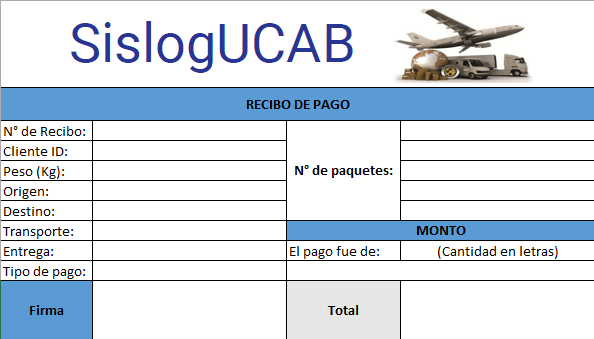 SislogUCAB
RECIBO DE PAGO
N° de Recibo:
Cliente ID:
Peso (Kg):
N° de paquetes:
Origen:
Destino:
Transporte:
MONTO
Entrega:
El pago fue de:
(Cantidad en letras)
Tipo de pago:
Firma
Total